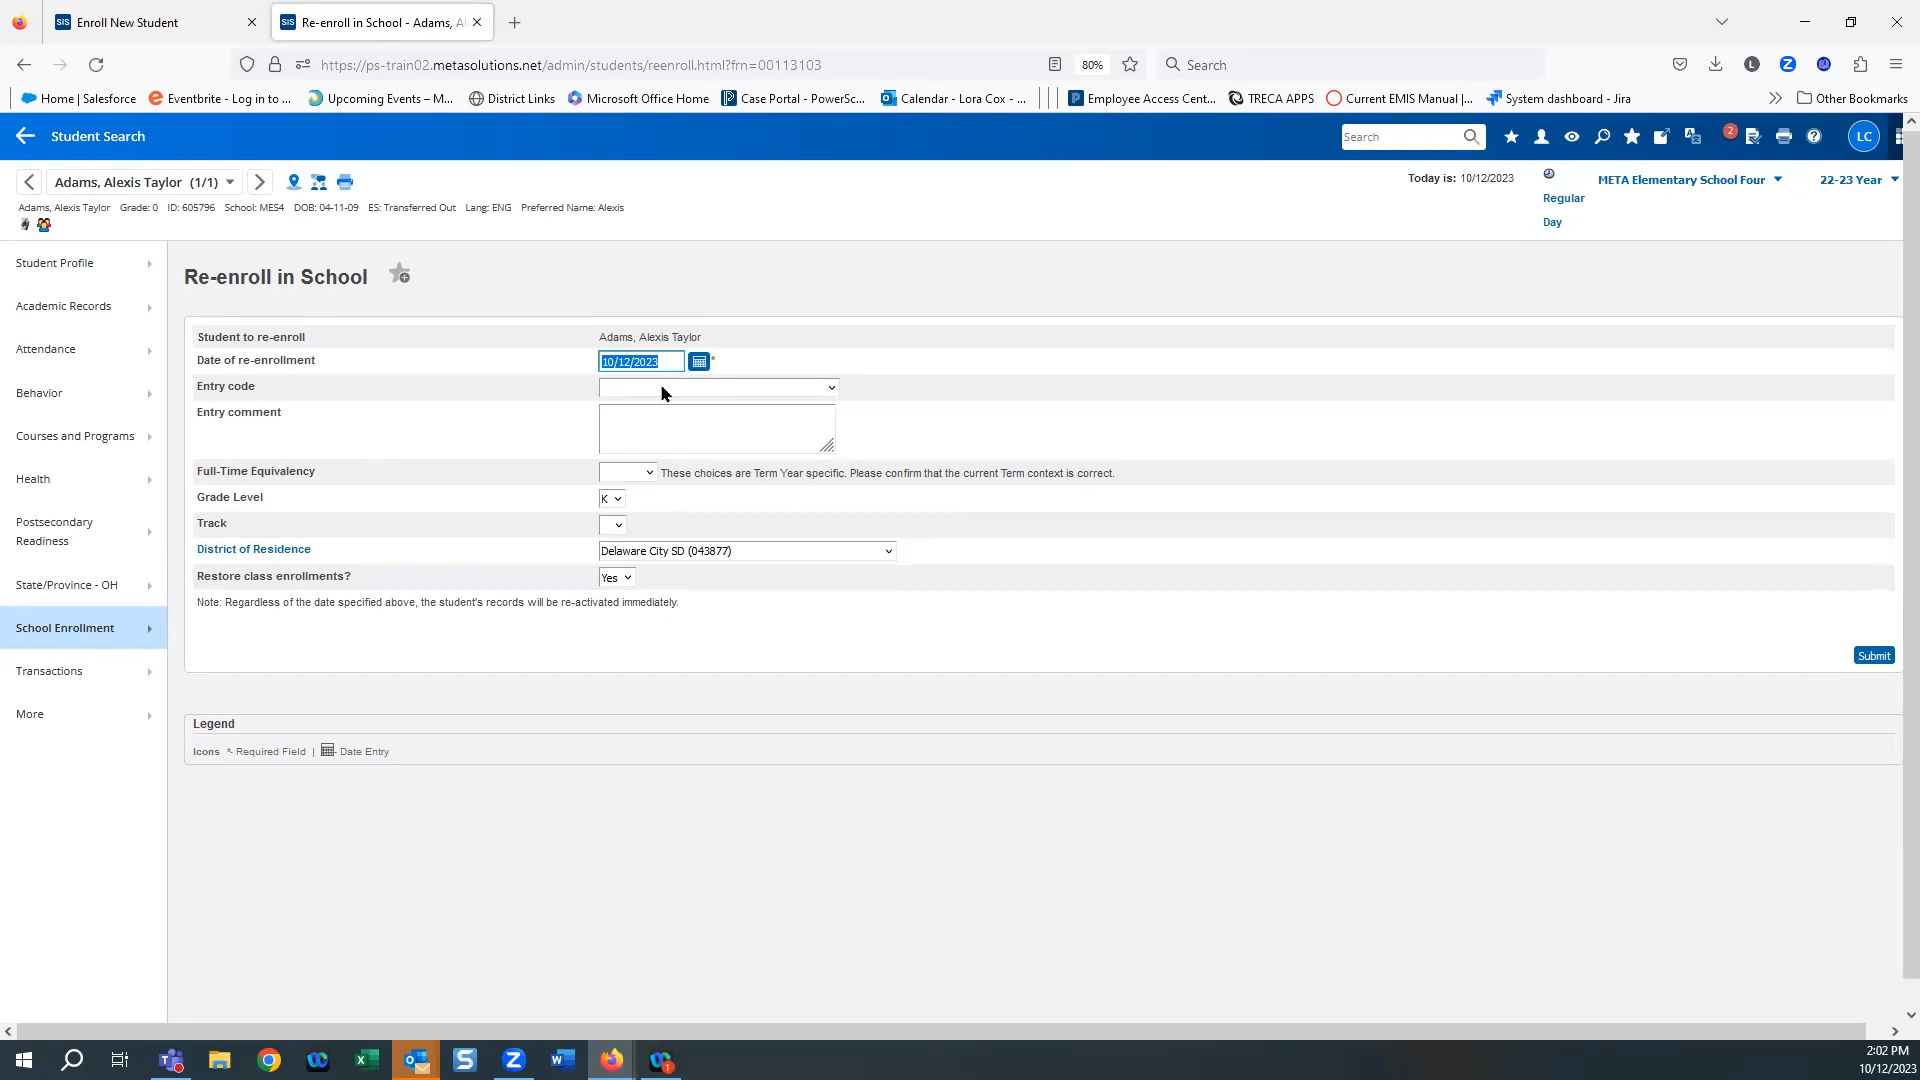 SIS Enroll New Student
SIS Re-enroll in School - Adams, Al
https://ps-train02.metasolutions.net/admin/students/reenroll.html?frn=00113103
80%
Search
L
Z
Home | Salesforce
Eventbrite - Log in to ...
Upcoming Events – M...
District Links
Microsoft Office Home
Case Portal - PowerSc...
Calendar - Lora Cox - ...
Employee Access Cent...
TRECA APPS
Current EMIS Manual |...
System dashboard - Jira
Other Bookmarks
Student Search
Search
2
LC
Adams, Alexis Taylor (1/1)
Today is: 10/12/2023
Regular
Day
META Elementary School Four
22-23 Year
Adams, Alexis Taylor Grade: 0 ID: 605796 School: MES4 DOB: 04-11-09 ES: Transferred Out Lang: ENG Preferred Name: Alexis
Student Profile
Academic Records
Attendance
Behavior
Courses and Programs
Health
Postsecondary
Readiness
State/Province - OH
School Enrollment
Transactions
More
Re-enroll in School
Student to re-enroll Adams, Alexis Taylor
Date of re-enrollment 10/12/2023 *
Entry code
Entry comment
Full-Time Equivalency These choices are Term Year specific. Please confirm that the current Term context is correct.
Grade Level K
Track
District of Residence Delaware City SD (043877)
Restore class enrollments? Yes
Note: Regardless of the date specified above, the student's records will be re-activated immediately.
Submit
Legend
Icons * - Required Field | - Date Entry
2:02 PM
10/12/2023